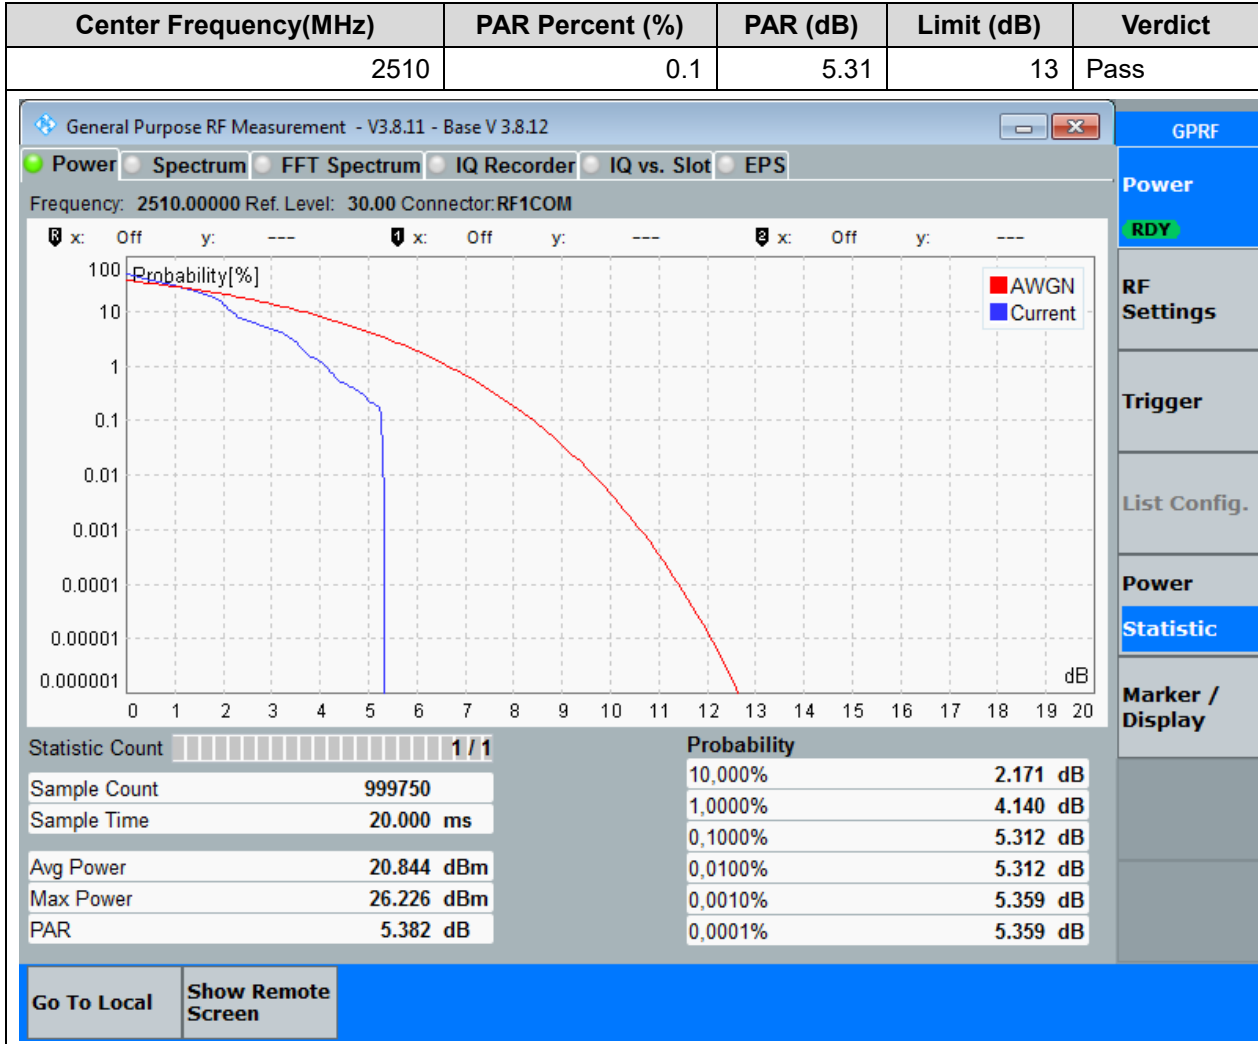 Center Frequency(MHz) PAR Percent (%) PAR (dB) Limit (dB) Verdict
2510 0.1 5.31 13 Pass
General Purpose RF Measurement - V3.8.11 - Base V 3.8.12
GPRF
Power Spectrum FFT Spectrum IQ Recorder IQ vs. Slot EPS
Frequency: 2510.00000 Ref. Level: 30.00 Connector: RF1COM
R x: Off y: --- 1 x: Off y: --- 2 x: Off y: ---
Probability[%]
AWGN
Current
100
10
1
0.1
0.01
0.001
0.0001
0.00001
0.000001
dB
0 1 2 3 4 5 6 7 8 9 10 11 12 13 14 15 16 17 18 19 20
Statistic Count 1 / 1
Sample Count 999750
Sample Time 20.000 ms
Avg Power 20.844 dBm
Max Power 26.226 dBm
PAR 5.382 dB
Probability
10,000% 2.171 dB
1,0000% 4.140 dB
0,1000% 5.312 dB
0,0100% 5.312 dB
0,0010% 5.359 dB
0,0001% 5.359 dB
Power
RDY
RF
Settings
Trigger
List Config.
Power
Statistic
Marker /
Display
Go To Local
Show Remote
Screen